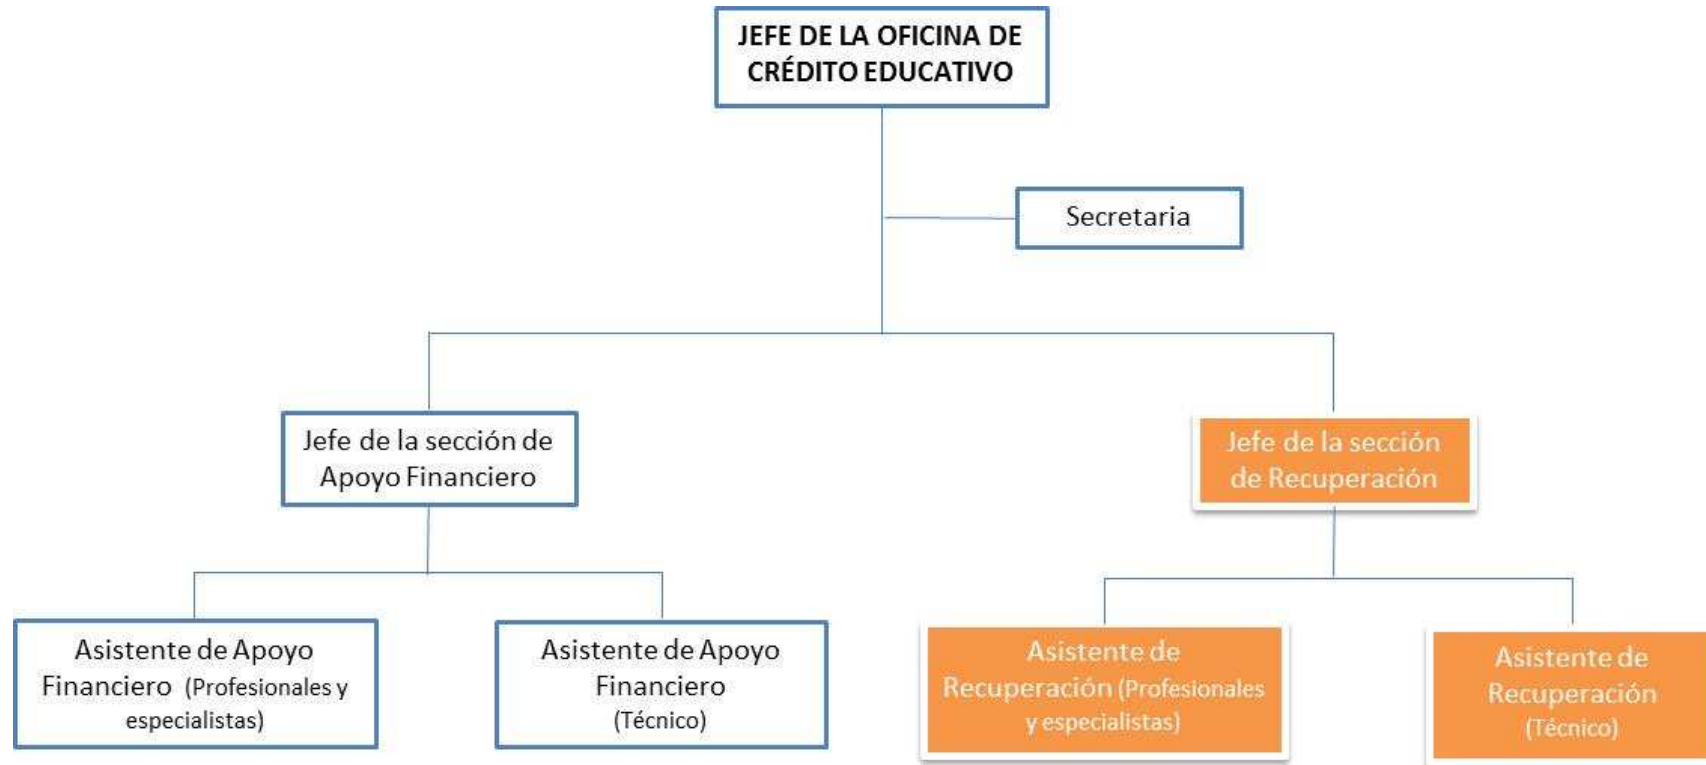 JEFE DE LA OFICINA DE
CRÉDITO EDUCATIVO
Secretaria
Jefe de la sección de
Apoyo Financiero
Jefe de la sección
de Recuperación
Asistente de Apoyo
Financiero (Profesionales y
especialistas)
Asistente de Apoyo
Financiero
(Técnico)
Asistente de
Recuperación (Profesionales
y especialistas)
Asistente de
Recuperación
(Técnico)